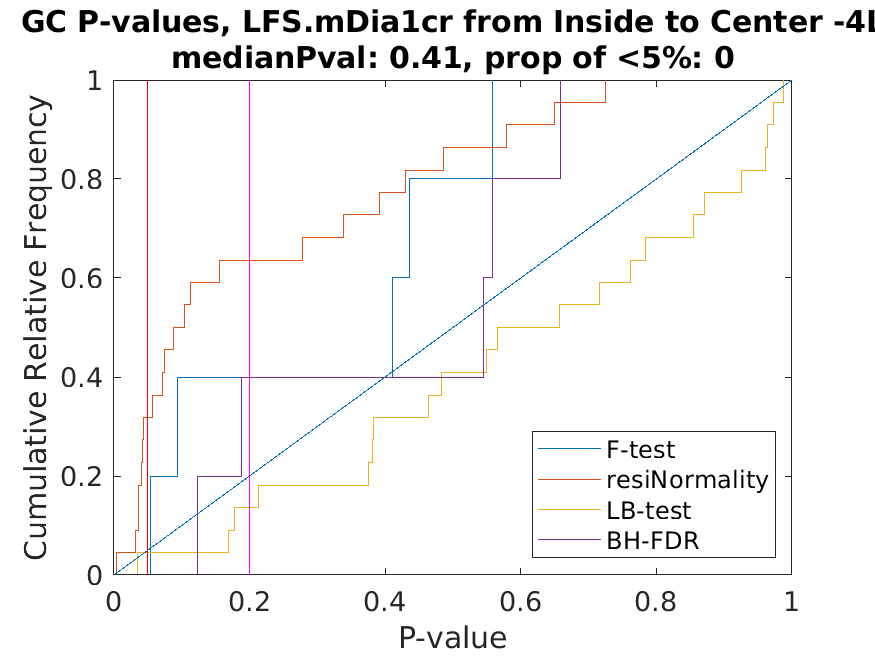 GC P-values, LFS.mDia1cr from Inside to Center -4L
medianPval: 0.41, prop of <5%: 0
Cumulative Relative Frequency
1
0.8
0.6
0.4
0.2
0
0 0.2 0.4 0.6 0.8 1
P-value
F-test
resiNormality
LB-test
BH-FDR